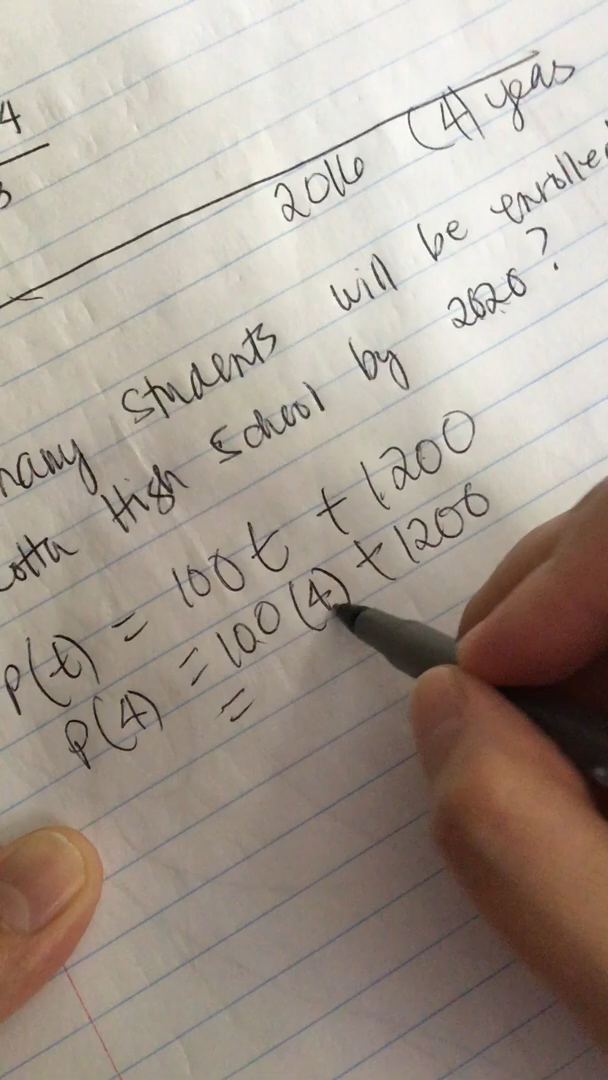 4
3
2016 (4) years
many students will be enrolled
High School by 2020?
P(t) = 100t + 1200
P(4) = 100(4) + 1200
=